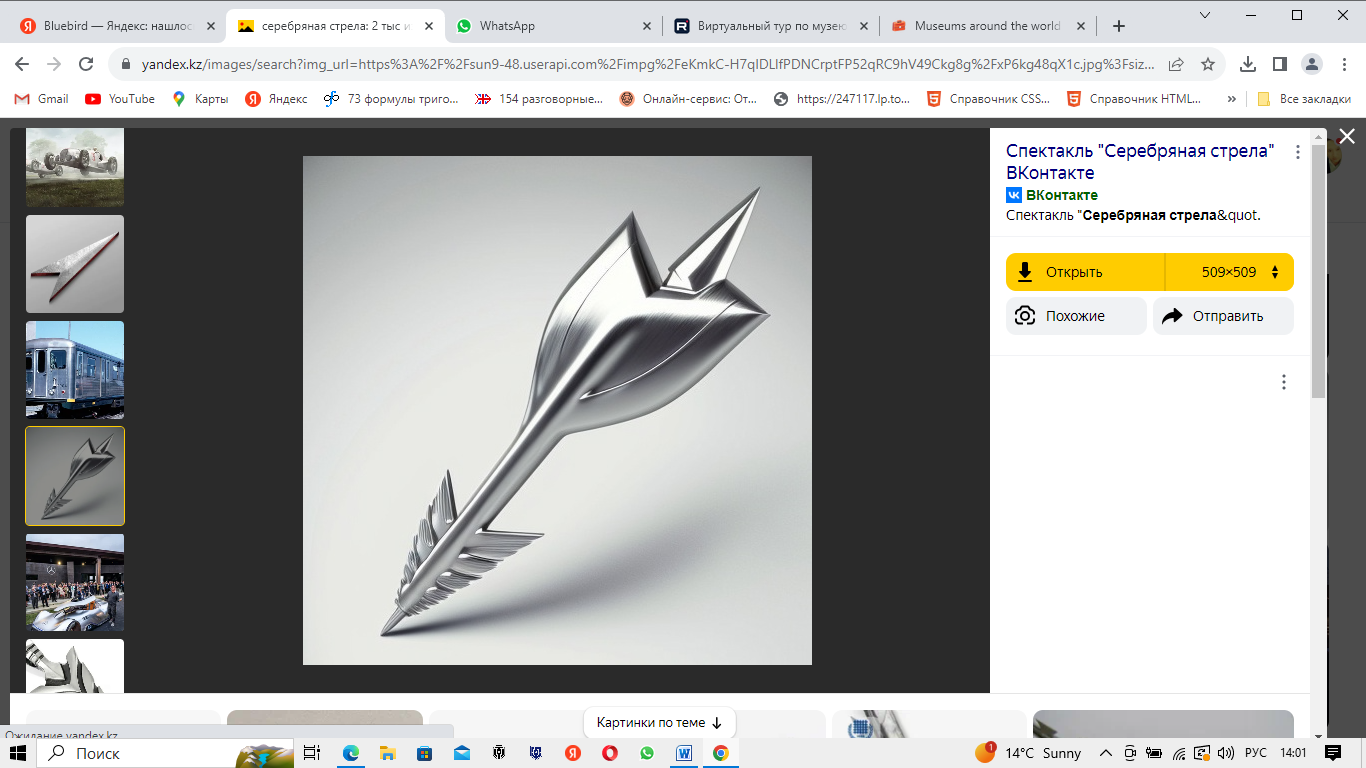 Bluebird — Яндекс: нашлос
серебряная стрела: 2 тыс и
WhatsApp
Виртуальный тур по музею
Museums around the world
yandex.kz/images/search?img_url=https%3A%2F%2Fsun9-48.userapi.com%2Fimpg%2FeKmkC-H7qIDLlfPDNCrptFP52qRC9hV49Ckg8g%2FxP6kg48qX1c.jpg%3Fsiz...
Gmail
YouTube
Карты
Яндекс
73 формулы триго...
154 разговорные...
Онлайн-сервис: От...
https://247117.lp.to...
Справочник CSS...
Справочник HTML...
»
Все закладки
Спектакль "Серебряная стрела"
ВКонтакте
ВКонтакте
Спектакль "Серебряная стрела&quot.
Открыть
509×509
Похожие
Отправить
Картинки по теме
Ожидание yandex.kz...
Поиск
1
14°C Sunny
РУС
14:01